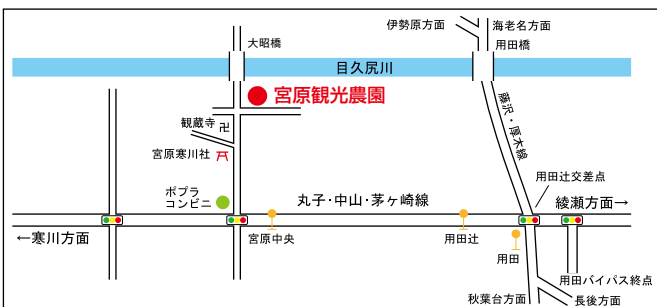 伊勢原方面
海老名方面
大昭橋
用田橋
目久尻川
宮原観光農園
観蔵寺
卍
藤沢・厚木線
宮原寒川社
用田辻交差点
ポプラ
コンビニ
丸子・中山・茅ヶ崎線
綾瀬方面→
←寒川方面
宮原中央
用田辻
用田
用田バイパス終点
秋葉台方面
長後方面